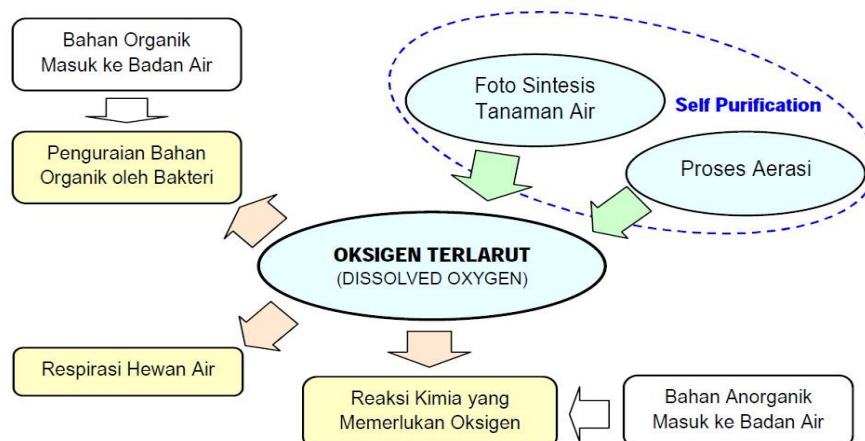 Bahan Organik
Masuk ke Badan Air
Foto Sintesis
Tanaman Air
Self Purification
Penguraian Bahan
Organik oleh Bakteri
Proses Aerasi
OKSIGEN TERLARUT
(DISSOLVED OXYGEN)
Respirasi Hewan Air
Reaksi Kimia yang
Memerlukan Oksigen
Bahan Anorganik
Masuk ke Badan Air